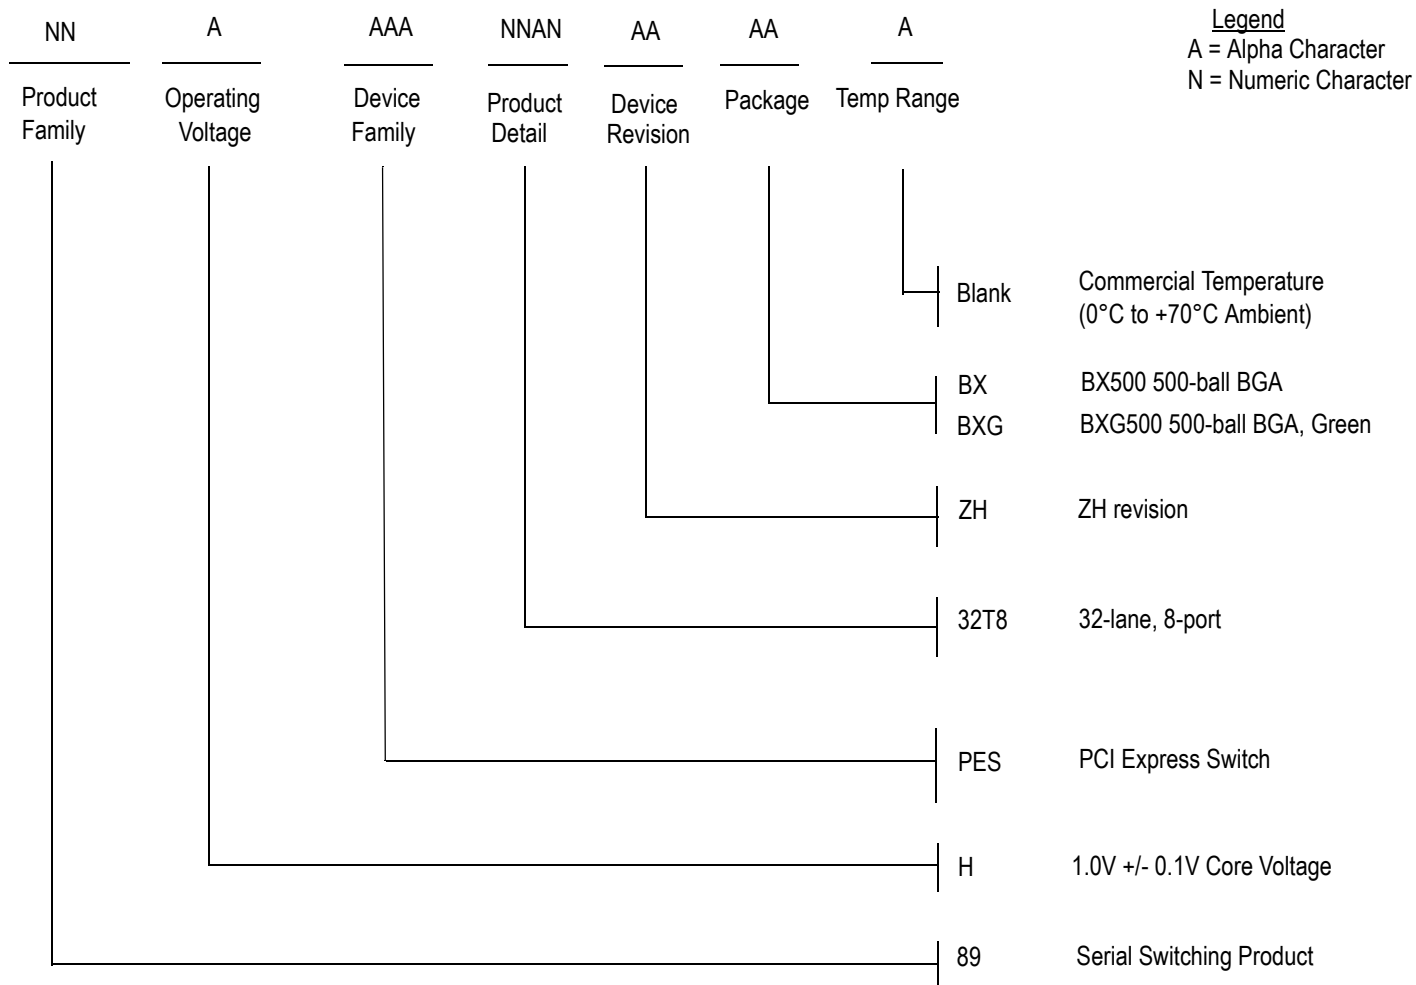 NN A AAA NNAN AA AA A
Legend
A = Alpha Character
N = Numeric Character
Product Family
Operating Voltage
Device Family
Product Detail
Device Revision
Package
Temp Range
Blank Commercial Temperature
(0°C to +70°C Ambient)
BX BX500 500-ball BGA
BXG BXG500 500-ball BGA, Green
ZH ZH revision
32T8 32-lane, 8-port
PES PCI Express Switch
H 1.0V +/- 0.1V Core Voltage
89 Serial Switching Product